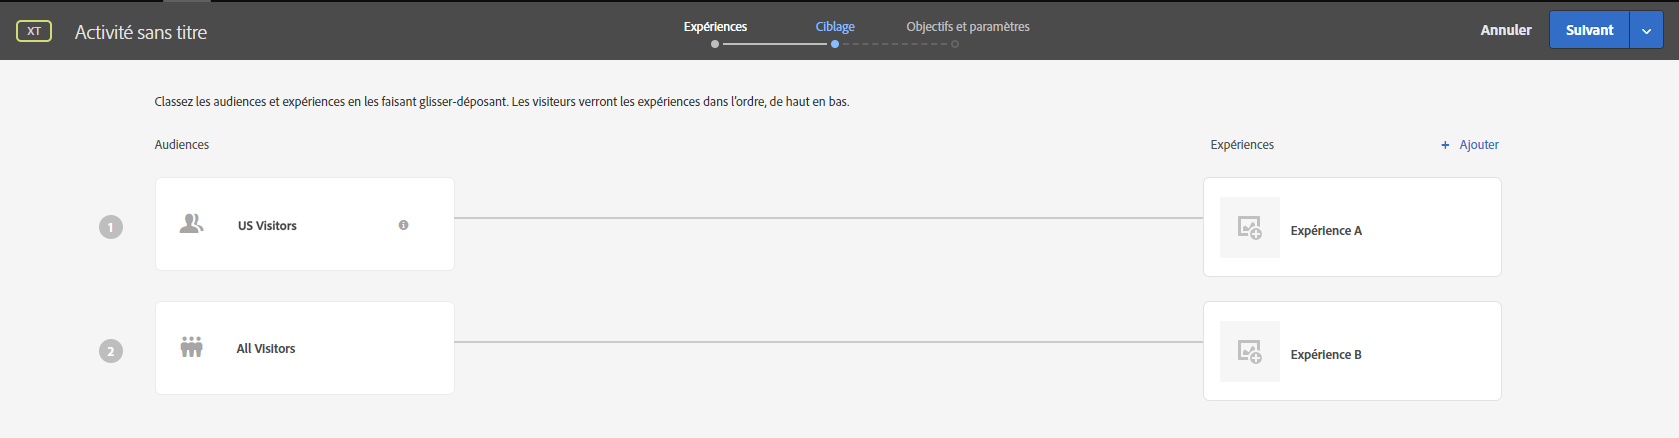 XT
Activité sans titre
Expériences
Ciblage
Objectifs et paramètres
Annuler
Suivant
Classez les audiences et expériences en les faisant glisser-déposant. Les visiteurs verront les expériences dans l'ordre, de haut en bas.
Audiences
Expériences
+ Ajouter
1
US Visitors
Expérience A
2
All Visitors
Expérience B